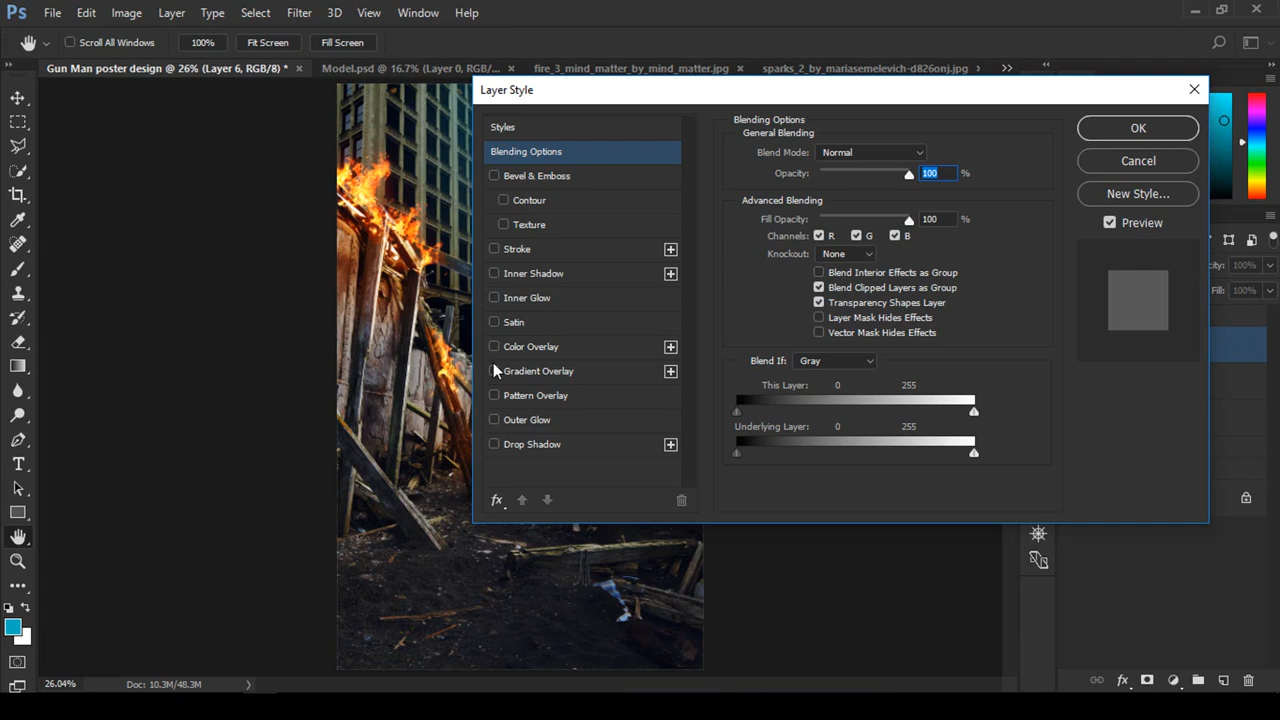 Ps File Edit Image Layer Type Select Filter 3D View Window Help
Scroll All Windows 100% Fit Screen Fill Screen
Gun Man poster design @ 26% (Layer 6, RGB/8) * × Model.psd @ 16.7% (Layer 0, RGB/... × fire_3_mind_matter_by_mind_matter.jpg × sparks_2_by_mariasemelevich-d826onj.jpg
Layer Style
Styles
Blending Options
Bevel & Emboss
Contour
Texture
Stroke
Inner Shadow
Inner Glow
Satin
Color Overlay
Gradient Overlay
Pattern Overlay
Outer Glow
Drop Shadow
fx
Blending Options
General Blending
Blend Mode: Normal
Opacity: 100 %
Advanced Blending
Fill Opacity: 100 %
Channels: R G B
Knockout: None
Blend Interior Effects as Group
Blend Clipped Layers as Group
Transparency Shapes Layer
Layer Mask Hides Effects
Vector Mask Hides Effects
Blend If: Gray
This Layer: 0 255
Underlying Layer: 0 255
OK
Cancel
New Style...
Preview
100%
Fill: 100%
26.04% Doc: 10.3M/48.3M
fx